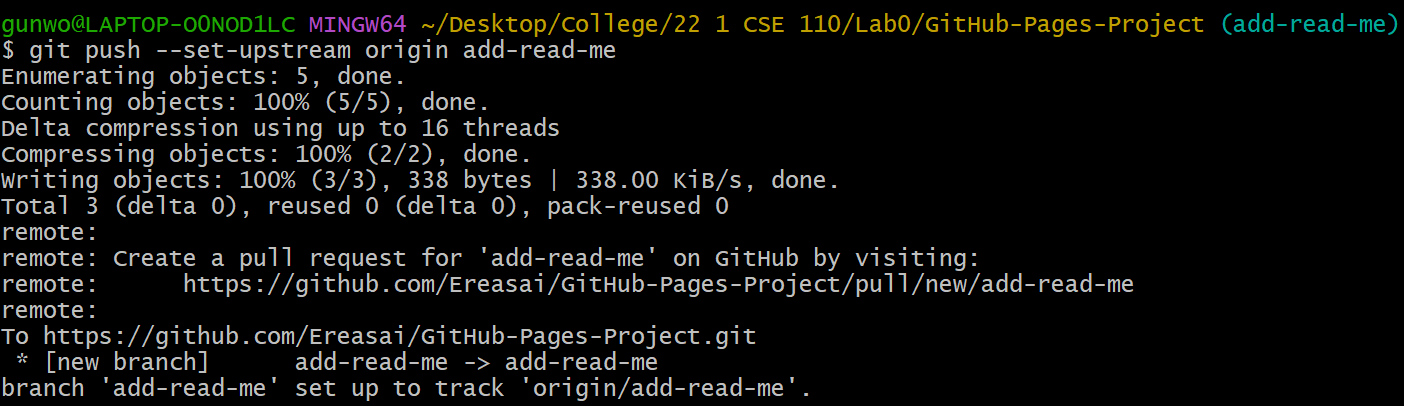 gunwo@LAPTOP-O0NOD1LC MINGW64 ~/Desktop/College/22 1 CSE 110/Lab0/GitHub-Pages-Project (add-read-me)
$ git push --set-upstream origin add-read-me
Enumerating objects: 5, done.
Counting objects: 100% (5/5), done.
Delta compression using up to 16 threads
Compressing objects: 100% (2/2), done.
Writing objects: 100% (3/3), 338 bytes | 338.00 KiB/s, done.
Total 3 (delta 0), reused 0 (delta 0), pack-reused 0
remote:
remote: Create a pull request for 'add-read-me' on GitHub by visiting:
remote:      https://github.com/Ereasai/GitHub-Pages-Project/pull/new/add-read-me
remote:
To https://github.com/Ereasai/GitHub-Pages-Project.git
 * [new branch]      add-read-me -> add-read-me
branch 'add-read-me' set up to track 'origin/add-read-me'.